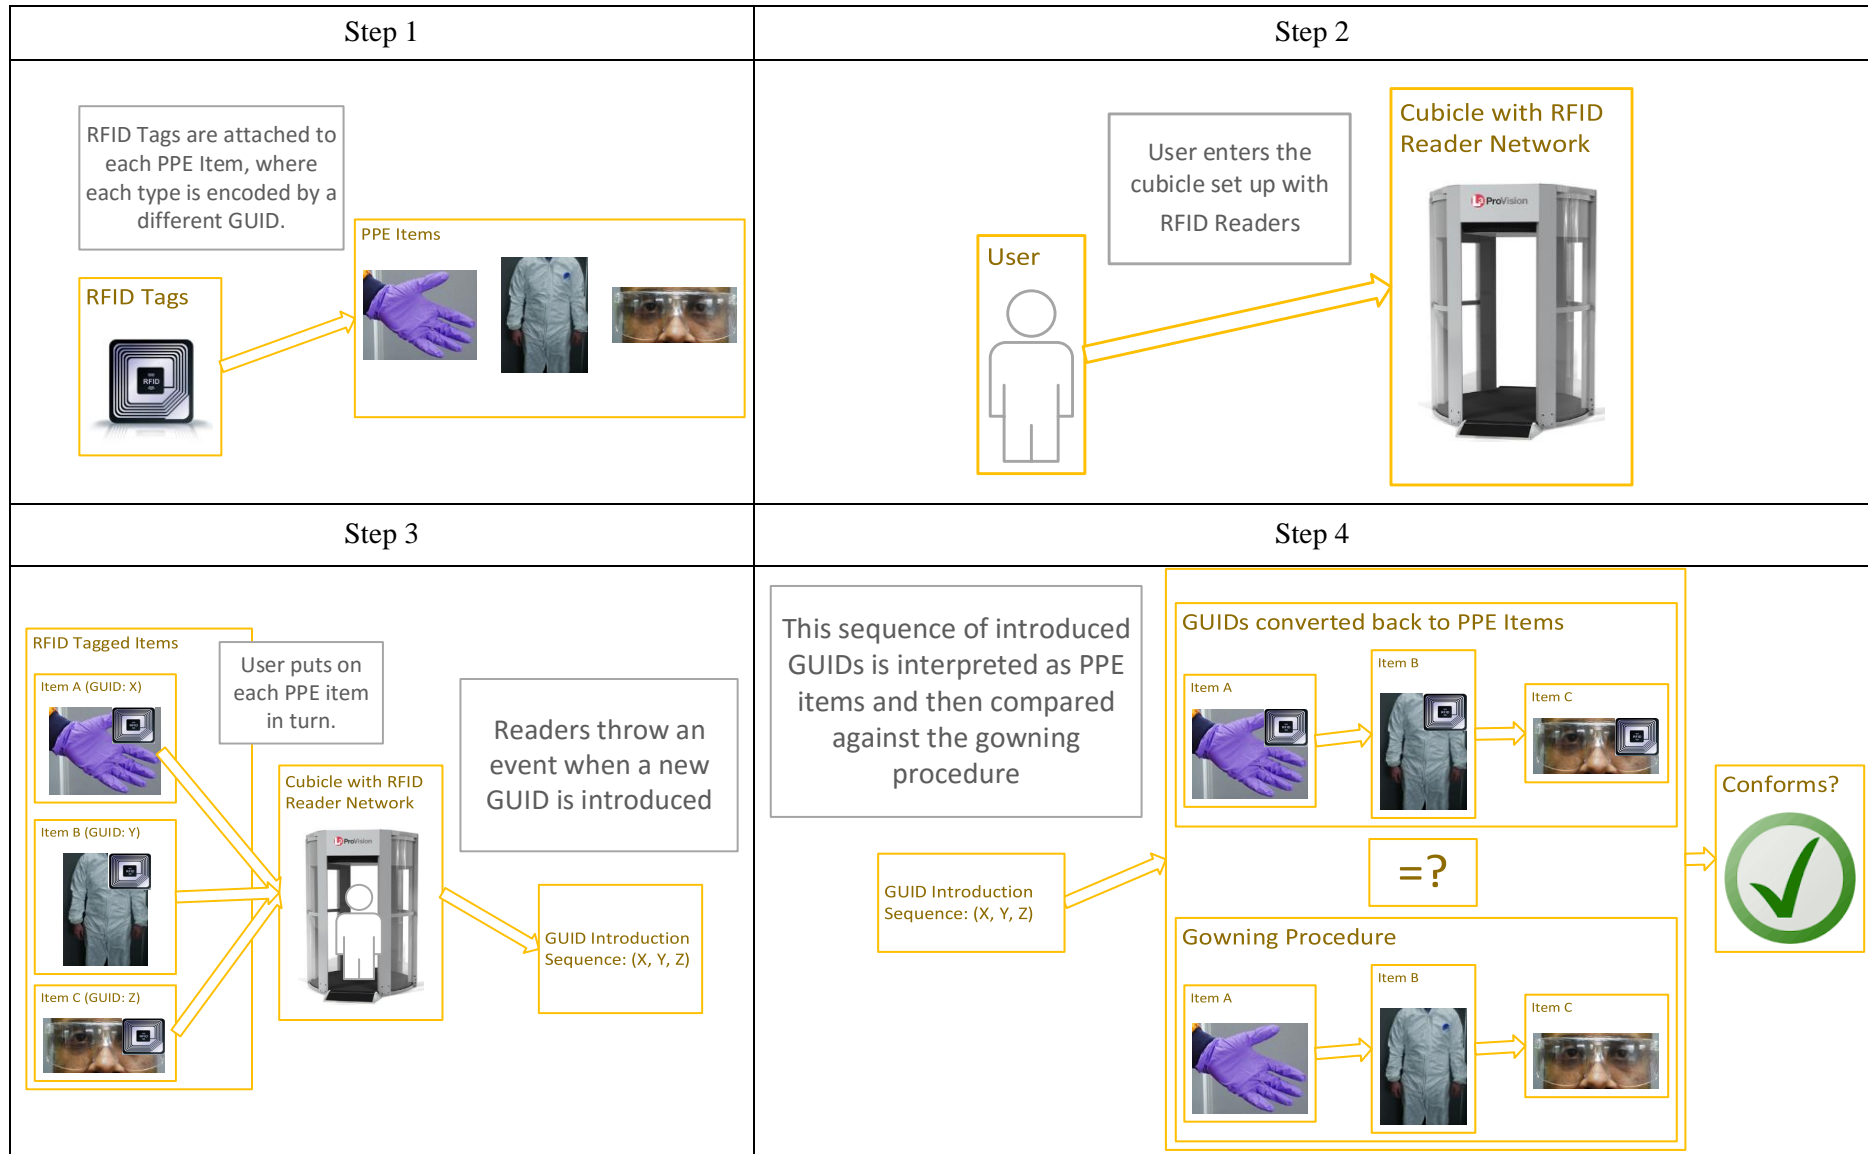 Step 1
Step 2
RFID Tags are attached to
each PPE Item, where
each type is encoded by a
different GUID.
PPE Items
RFID Tags
RFID
User enters the
cubicle set up with
RFID Readers
User
Cubicle with RFID
Reader Network
ProVision
Step 3
Step 4
RFID Tagged Items
Item A (GUID: X)
Item B (GUID: Y)
Item C (GUID: Z)
User puts on
each PPE item
in turn.
Cubicle with RFID
Reader Network
ProVision
Readers throw an
event when a new
GUID is introduced
GUID Introduction
Sequence: (X, Y, Z)
This sequence of introduced
GUIDs is interpreted as PPE
items and then compared
against the gowning
procedure
GUID Introduction
Sequence: (X, Y, Z)
GUIDs converted back to PPE Items
Item A
Item B
Item C
=?
Gowning Procedure
Item A
Item B
Item C
Conforms?